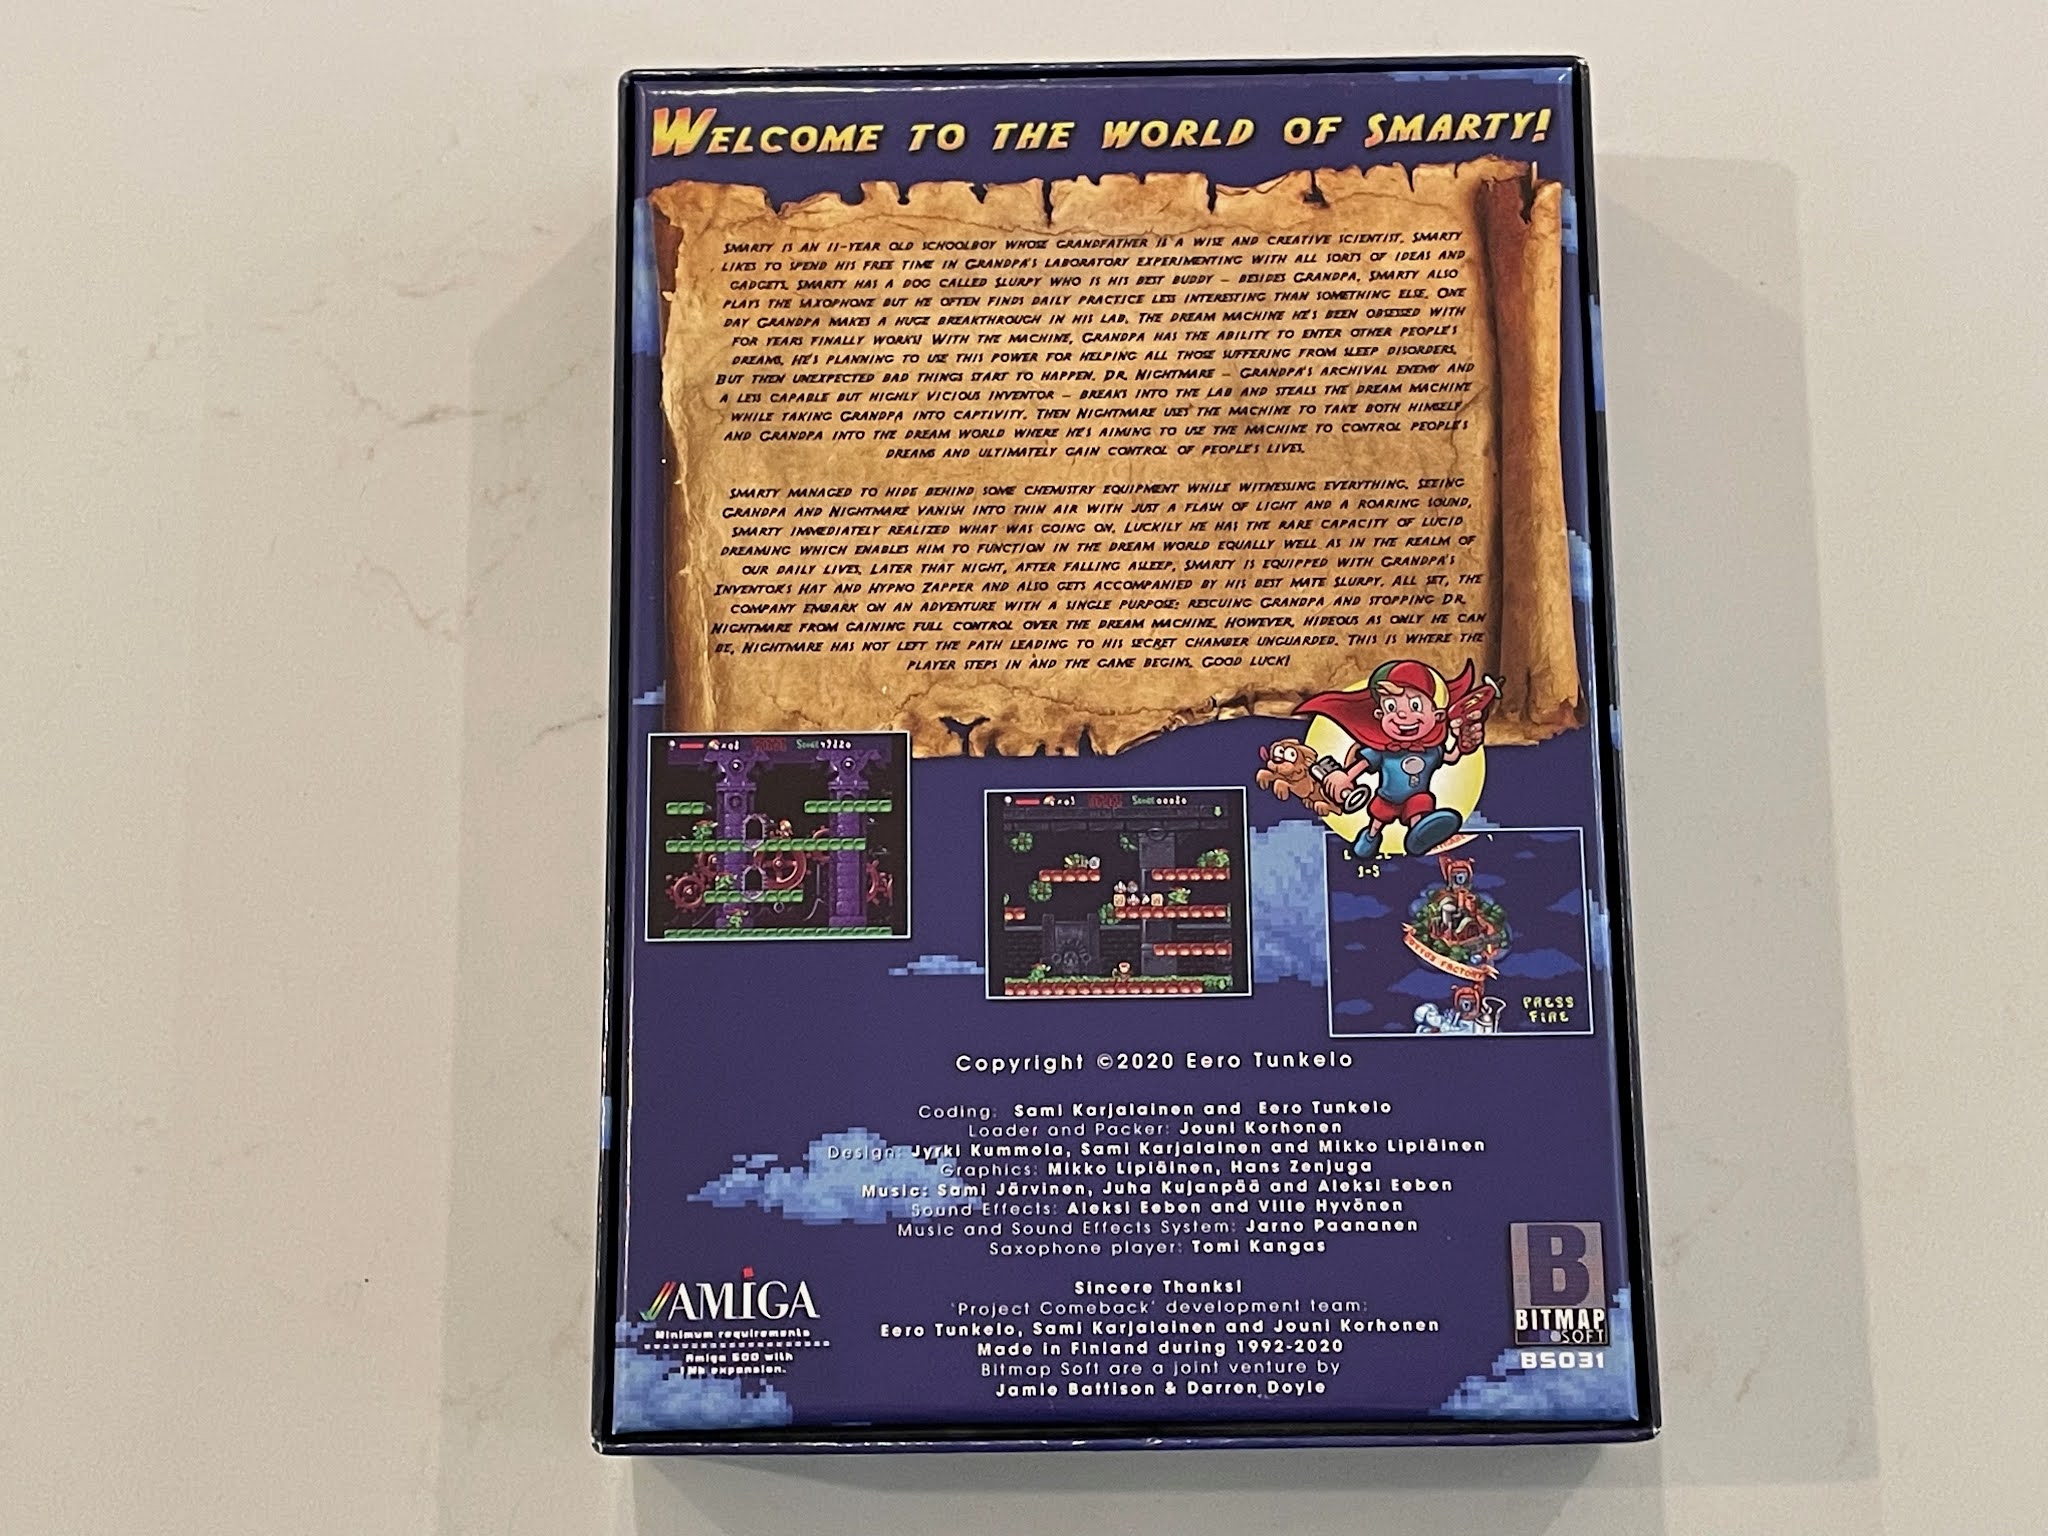 WELCOME TO THE WORLD OF SMARTY!
SMARTY IS AN 11-YEAR OLD SCHOOLBOY WHOSE GRANDFATHER IS A WISE AND CREATIVE SCIENTIST. SMARTY
LIKES TO SPEND HIS FREE TIME IN GRANDPA'S LABORATORY EXPERIMENTING WITH ALL SORTS OF IDEAS AND
GADGETS. SMARTY HAS A DOG CALLED SLURPY WHO IS HIS BEST BUDDY – BESIDES GRANDPA. SMARTY ALSO
PLAYS THE SAXOPHONE BUT HE OFTEN FINDS DAILY PRACTICE LESS INTERESTING THAN SOMETHING ELSE. ONE
DAY GRANDPA MAKES A HUGE BREAKTHROUGH IN HIS LAB. THE DREAM MACHINE HE'S BEEN OBSESSED WITH
FOR YEARS FINALLY WORKS! WITH THE MACHINE, GRANDPA HAS THE ABILITY TO ENTER OTHER PEOPLE'S
DREAMS. HE'S PLANNING TO USE THIS POWER FOR HELPING ALL THOSE SUFFERING FROM SLEEP DISORDERS.
BUT THEN UNEXPECTED BAD THINGS START TO HAPPEN. DR. NIGHTMARE – GRANDPA'S ARCHIVAL ENEMY AND
A LESS CAPABLE BUT HIGHLY VICIOUS INVENTOR – BREAKS INTO THE LAB AND STEALS THE DREAM MACHINE
WHILE TAKING GRANDPA INTO CAPTIVITY. THEN NIGHTMARE USES THE MACHINE TO TAKE BOTH HIMSELF
AND GRANDPA INTO THE DREAM WORLD WHERE HE'S AIMING TO USE THE MACHINE TO CONTROL PEOPLE'S
DREAMS AND ULTIMATELY GAIN CONTROL OF PEOPLE'S LIVES.
SMARTY MANAGED TO HIDE BEHIND SOME CHEMISTRY EQUIPMENT WHILE WITNESSING EVERYTHING. SEEING
GRANDPA AND NIGHTMARE VANISH INTO THIN AIR WITH JUST A FLASH OF LIGHT AND A ROARING SOUND,
SMARTY IMMEDIATELY REALIZED WHAT WAS GOING ON. LUCKILY HE HAS THE RARE CAPACITY OF LUCID
DREAMING WHICH ENABLES HIM TO FUNCTION IN THE DREAM WORLD EQUALLY WELL AS IN THE REALM OF
OUR DAILY LIVES. LATER THAT NIGHT, AFTER FALLING ASLEEP, SMARTY IS EQUIPPED WITH GRANDPA'S
INVENTOR'S HAT AND HYPNO ZAPPER AND ALSO GETS ACCOMPANIED BY HIS BEST MATE SLURPY. ALL SET, THE
COMPANY EMBARK ON AN ADVENTURE WITH A SINGLE PURPOSE: RESCUING GRANDPA AND STOPPING DR.
NIGHTMARE FROM GAINING FULL CONTROL OVER THE DREAM MACHINE. HOWEVER, HIDEOUS AS ONLY HE CAN
BE, NIGHTMARE HAS NOT LEFT THE PATH LEADING TO HIS SECRET CHAMBER UNGUARDED. THIS IS WHERE THE
PLAYER STEPS IN AND THE GAME BEGINS. GOOD LUCK!
1-5
FACTORY
PRESS
FIRE
Copyright ©2020 Eero Tunkelo
Coding: Sami Karjalainen and Eero Tunkelo
Loader and Packer: Jouni Korhonen
Design: Jyrki Kummola, Sami Karjalainen and Mikko Lipiäinen
Graphics: Mikko Lipiäinen, Hans Zenjuga
Music: Sami Järvinen, Juha Kujanpää and Aleksi Eeben
Sound Effects: Aleksi Eeben and Ville Hyvönen
Music and Sound Effects System: Jarno Paananen
Saxophone player: Tomi Kangas
Sincere Thanks!
'Project Comeback' development team:
Eero Tunkelo, Sami Karjalainen and Jouni Korhonen
Made in Finland during 1992-2020
Bitmap Soft are a joint venture by
Jamie Battison & Darren Doyle
AMIGA
Minimum requirements
Amiga 500 with
1Mb expansion.
B
BITMAP
SOFT
BS031